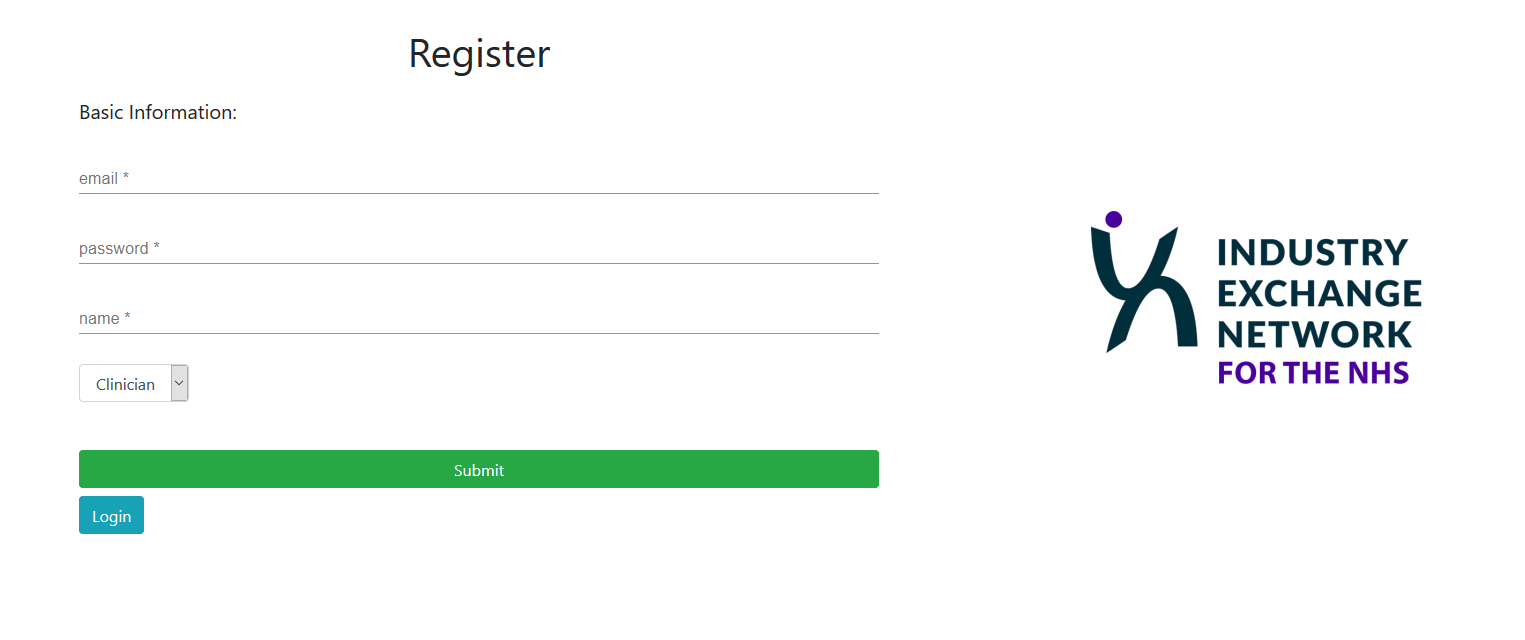 Register
Basic Information:
email *
password *
name *
Clinician
Submit
Login
INDUSTRY
EXCHANGE
NETWORK
FOR THE NHS